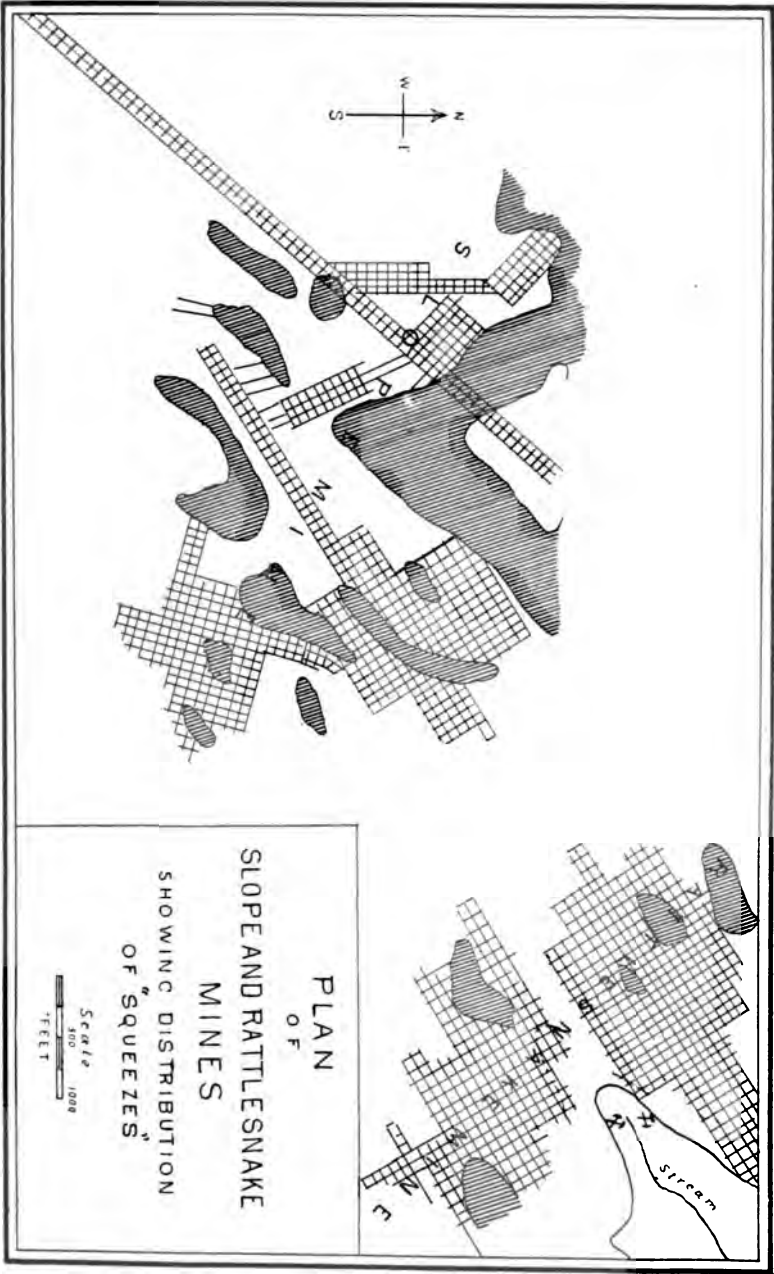 N
W
S
S
L
O
P
M
I
Stream
PLAN
OF
SLOPE AND RATTLESNAKE
MINES
SHOWING DISTRIBUTION
OF "SQUEEZES"
Scale
500 1000
FEET